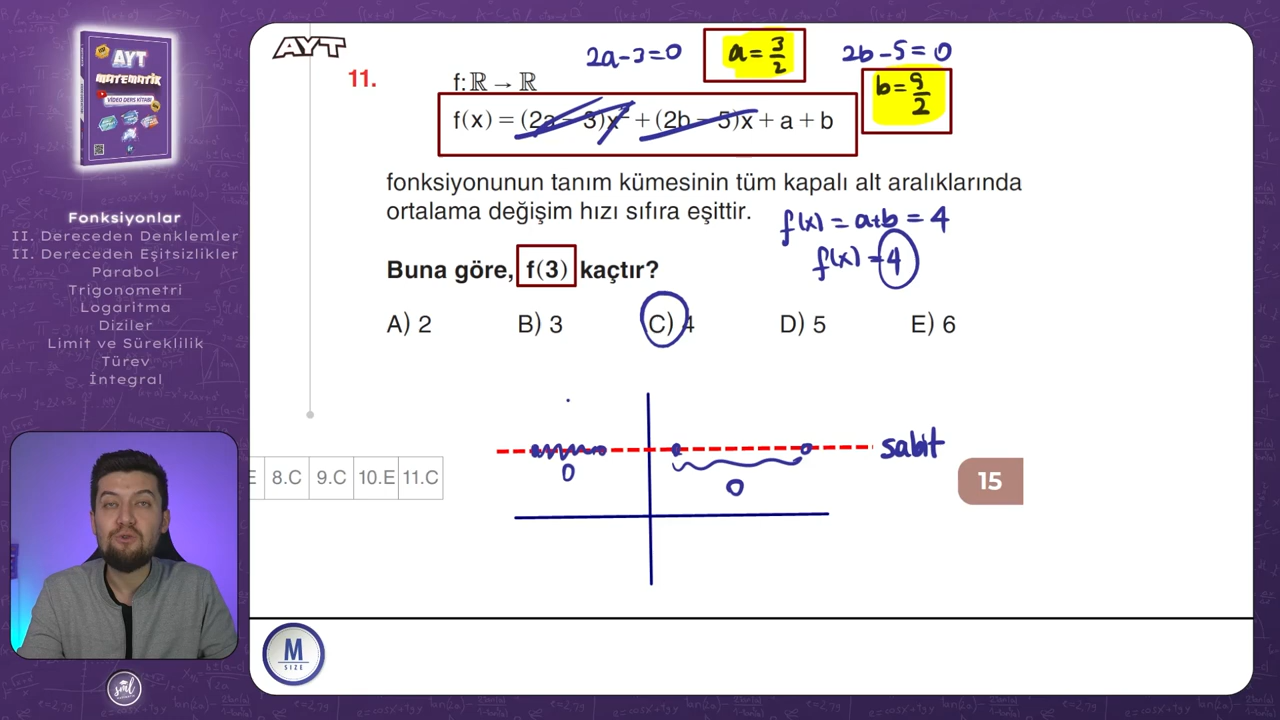 AYT
MATEMATİK
VİDEO DERS KİTABI
Fonksiyonlar
II. Dereceden Denklemler
II. Dereceden Eşitsizlikler
Parabol
Trigonometri
Logaritma
Diziler
Limit ve Süreklilik
Türev
İntegral
AYT
2a-3=0
a = 3/2
2b-5=0
b = 5/2
11.
f: ℝ → ℝ
f(x) = (2a – 3)x² + (2b – 5)x + a + b
fonksiyonunun tanım kümesinin tüm kapalı alt aralıklarında
ortalama değişim hızı sıfıra eşittir.
f(x) = a+b = 4
f(x) = 4
Buna göre, f(3) kaçtır?
A) 2 B) 3 C) 4 D) 5 E) 6
sabit
0
0
E 8.C 9.C 10.E 11.C
15
M
SIZE
sml